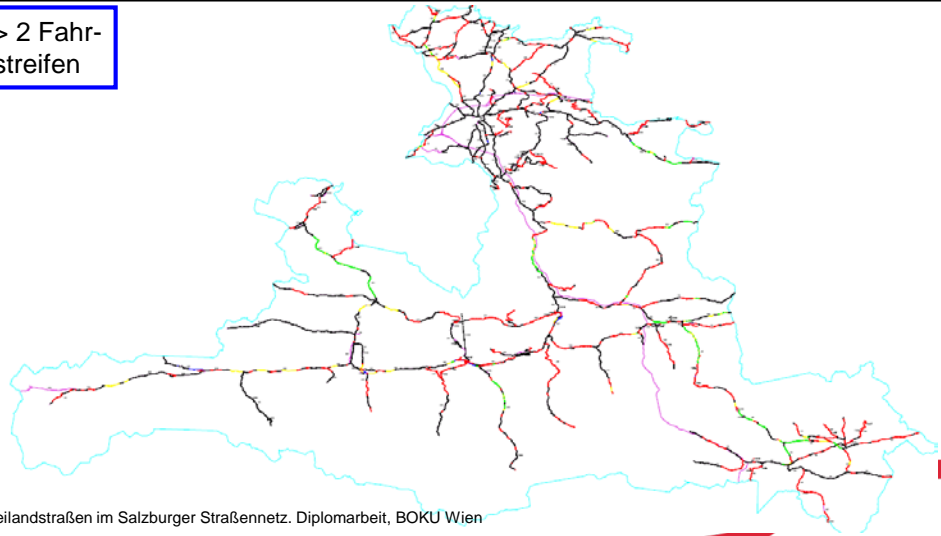 > 2 Fahr-
streifen
eilandstraßen im Salzburger Straßennetz. Diplomarbeit, BOKU Wien